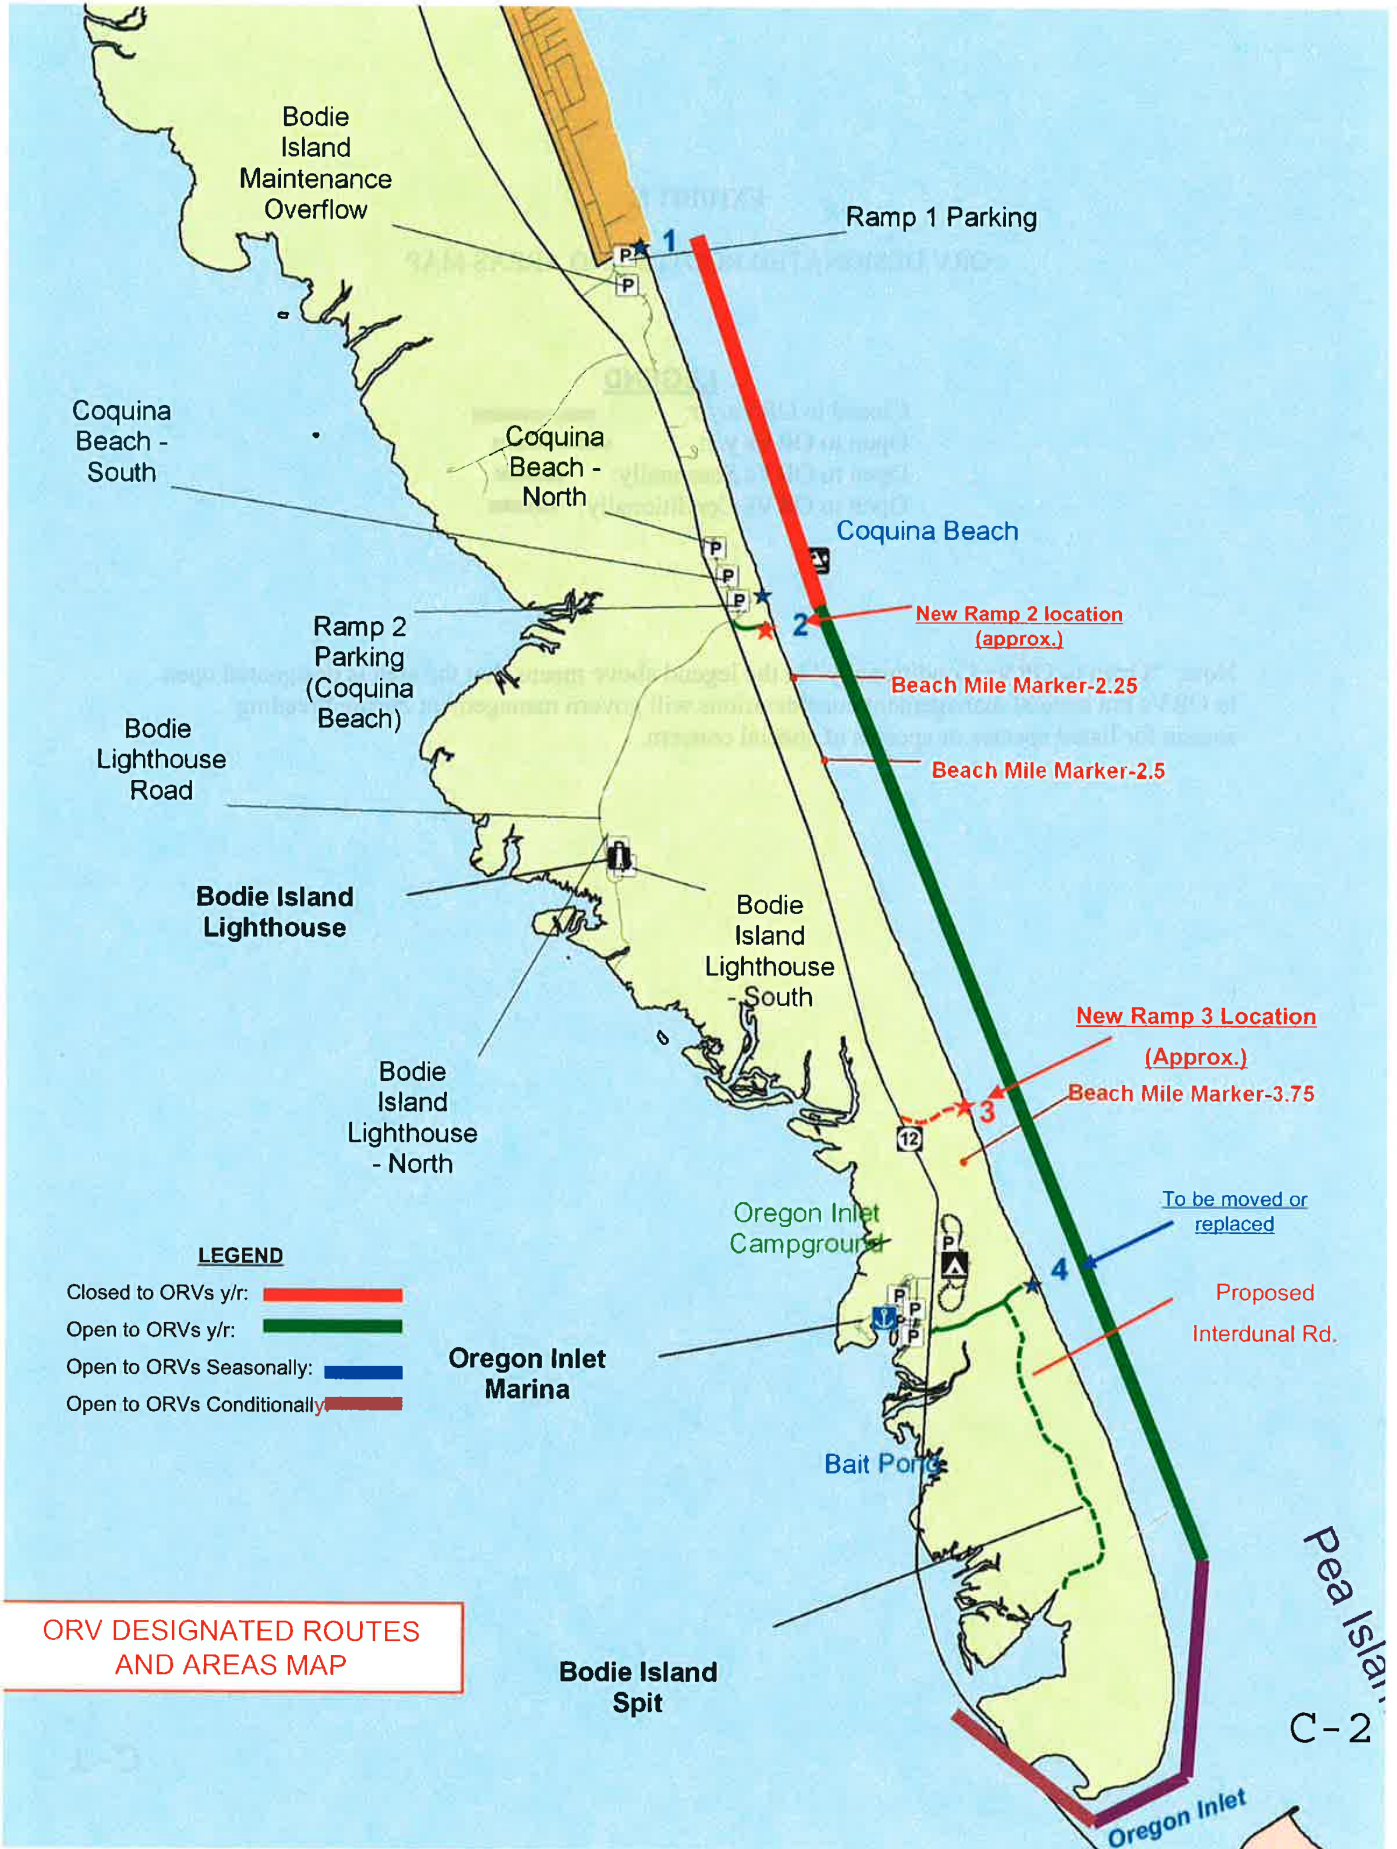 Bodie
Island
Maintenance
Overflow
Ramp 1 Parking
1
P
P
Coquina
Beach -
South
Coquina
Beach -
North
P
P
P
Coquina Beach
2
New Ramp 2 location
(approx.)
Ramp 2
Parking
(Coquina
Beach)
Beach Mile Marker-2.25
Beach Mile Marker-2.5
Bodie
Lighthouse
Road
Bodie Island
Lighthouse
Bodie
Island
Lighthouse
- South
Bodie
Island
Lighthouse
- North
New Ramp 3 Location
(Approx.)
Beach Mile Marker-3.75
3
12
Oregon Inlet
Campground
P
To be moved or
replaced
4
Proposed
Interdunal Rd.
P
P
P
Oregon Inlet
Marina
LEGEND
Closed to ORVs y/r:
Open to ORVs y/r:
Open to ORVs Seasonally:
Open to ORVs Conditionally:
Bait Pond
Bodie Island
Spit
ORV DESIGNATED ROUTES
AND AREAS MAP
Pea Islan
C-2
Oregon Inlet